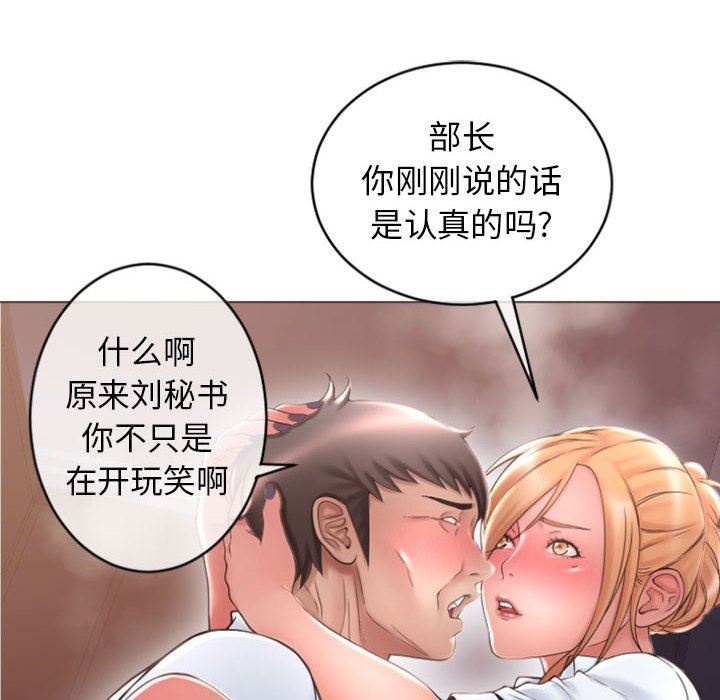 部长
你刚刚说的话
是认真的吗?
什么啊
原来刘秘书
你不只是
在开玩笑啊